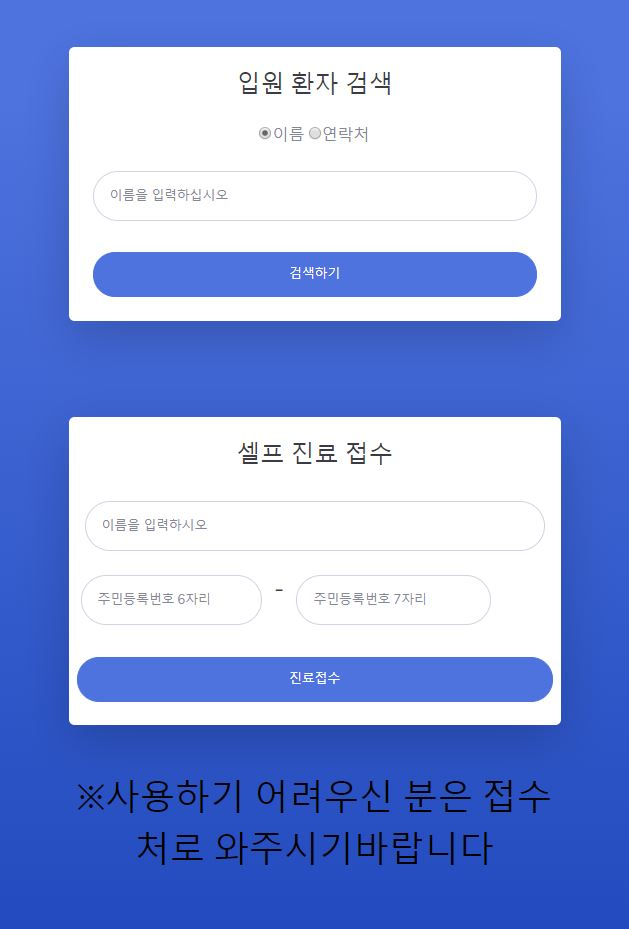 입원 환자 검색
이름 연락처
이름을 입력하십시오
검색하기
셀프 진료 접수
이름을 입력하시오
주민등록번호 6자리 - 주민등록번호 7자리
진료접수
※사용하기 어려우신 분은 접수
처로 와주시기바랍니다